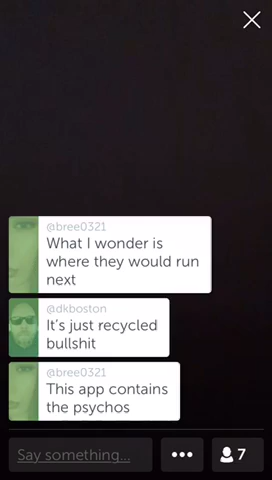 @bree0321
What I wonder is
where they would run
next
@dkboston
It's just recycled
bullshit
@bree0321
This app contains
the psychos
Say something...
7